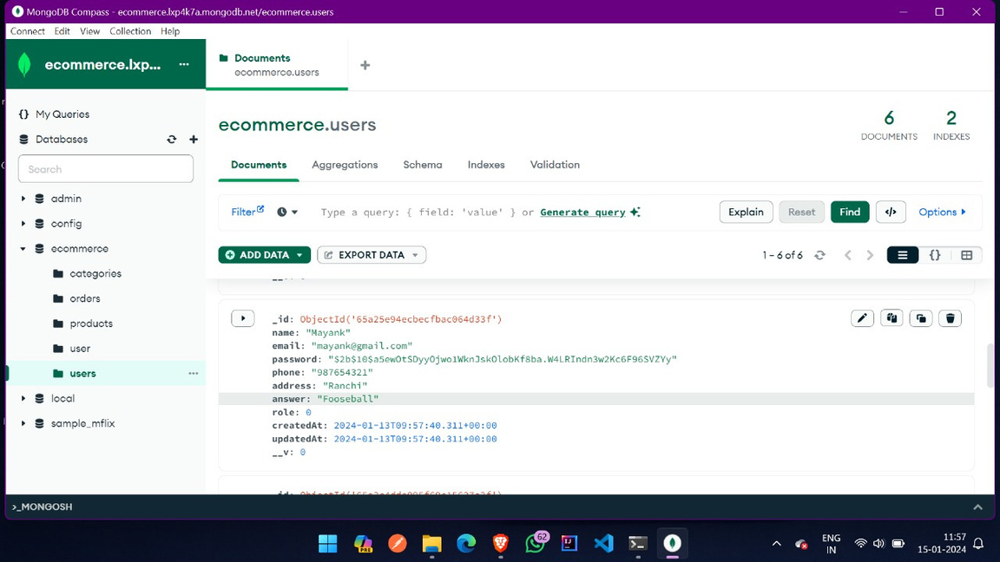 MongoDB Compass - ecommerce.lxp4k7a.mongodb.net/ecommerce.users
Connect Edit View Collection Help
ecommerce.lxp... ...
Documents
ecommerce.users
{} My Queries
Databases
Search
admin
config
ecommerce
categories
orders
products
user
users ...
local
sample_mflix
ecommerce.users
6
DOCUMENTS
2
INDEXES
Documents Aggregations Schema Indexes Validation
Filter Type a query: { field: 'value' } or Generate query Explain Reset Find </> Options
ADD DATA EXPORT DATA 1 – 6 of 6 {}
_id: ObjectId('65a25e94ecbecfbac064d33f')
name: "Mayank"
email: "mayank@gmail.com"
password: "$2b$10$a5ewOtSDyyOjwo1WknJskOlobKf8ba.W4LRIndn3w2Kc6F96SVZYy"
phone: "987654321"
address: "Ranchi"
answer: "Fooseball"
role: 0
createdAt: 2024-01-13T09:57:40.311+00:00
updatedAt: 2024-01-13T09:57:40.311+00:00
__v: 0
>_MONGOSH
PRE
62
ENG
IN
11:57
15-01-2024